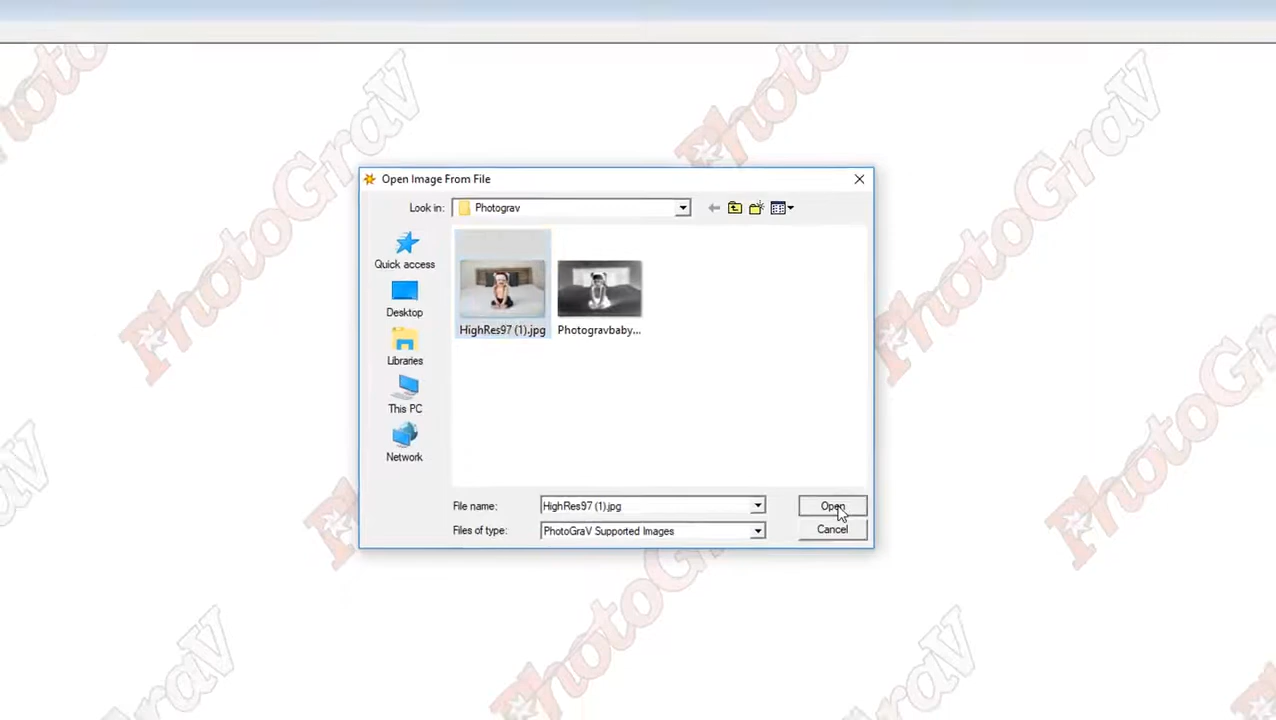 PhotoGraV
PhotoGraV
Open Image From File
Look in:
Photograv
Quick access
Desktop
Libraries
This PC
Network
HighRes97 (1).jpg
Photogravbaby...
File name:
HighRes97 (1).jpg
Open
Files of type:
PhotoGraV Supported Images
Cancel